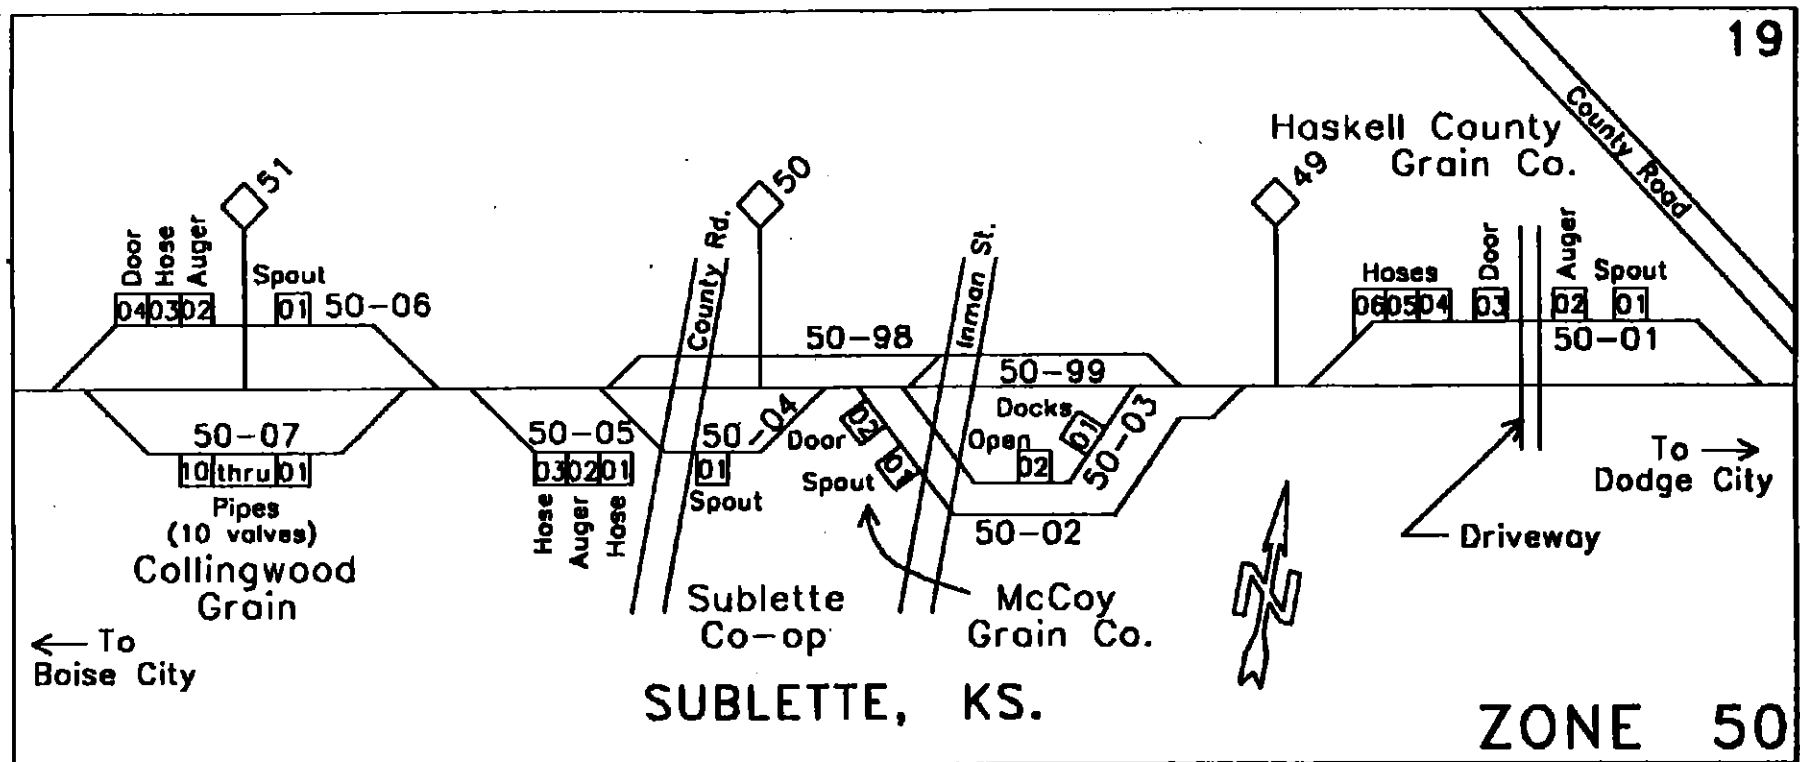 19
County Road
Haskell County
Grain Co.
51
50
49
Door
Hose
Auger
Spout
04 03 02
01
50-06
County Rd.
Inman St.
Hoses
Door
Auger
Spout
06 05 04
03
02
01
50-01
50-98
50-99
50-07
10 thru 01
Pipes
(10 valves)
Collingwood
Grain
50-05
03 02 01
Hose
Auger
Hose
50-04
01
Spout
Door
02
Spout
01
Docks
01
Open
02
50-03
50-02
To
Dodge City
Driveway
Sublette
Co-op
McCoy
Grain Co.
To
Boise City
SUBLETTE, KS.
ZONE 50